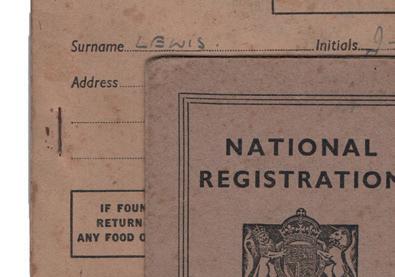 Surname LEWIS. Initials
Address
NATIONAL
REGISTRATION
IF FOUN
RETURN
ANY FOOD O